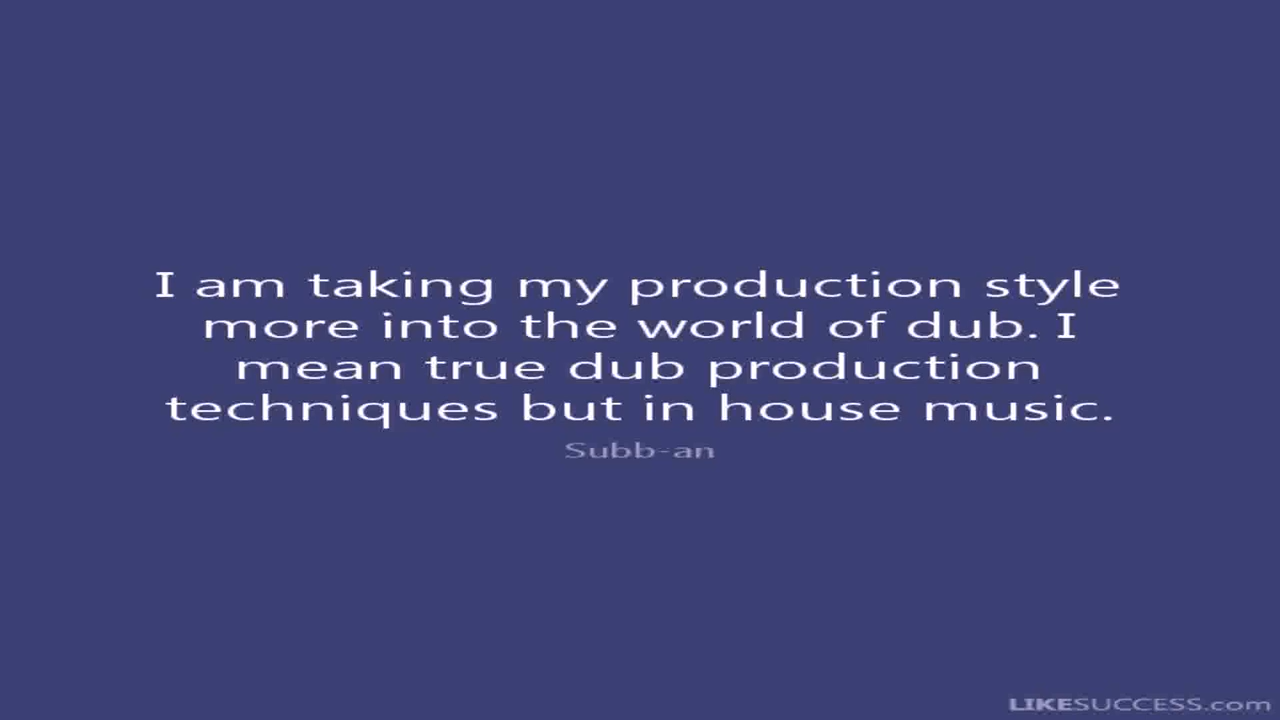 I am taking my production style
more into the world of dub. I
mean true dub production
techniques but in house music.
Subb-an
LIKESUCCESS.com